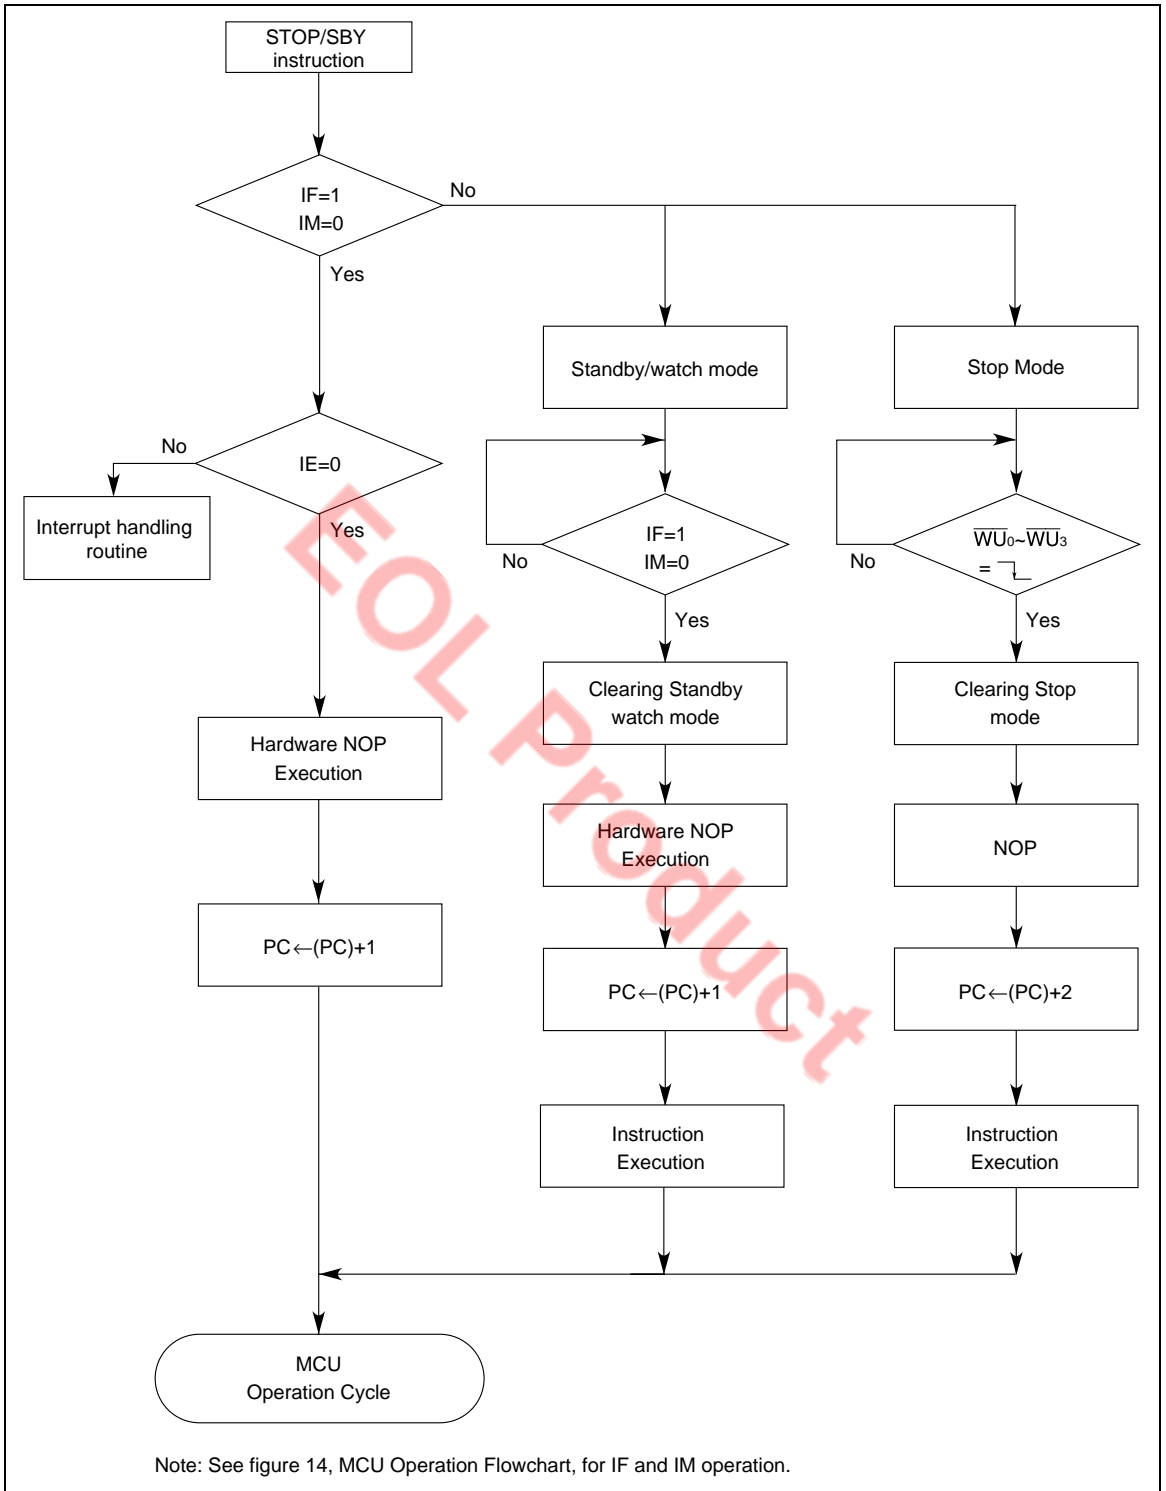 STOP/SBY
instruction
IF=1
IM=0
No
Yes
Standby/watch mode
Stop Mode
No
IE=0
Yes
Interrupt handling
routine
IF=1
IM=0
No
Yes
W̅U̅₀~W̅U̅₃
=
No
Yes
Clearing Standby
watch mode
Clearing Stop
mode
Hardware NOP
Execution
Hardware NOP
Execution
NOP
PC←(PC)+1
PC←(PC)+1
PC←(PC)+2
Instruction
Execution
Instruction
Execution
MCU
Operation Cycle
Note: See figure 14, MCU Operation Flowchart, for IF and IM operation.
EOL Product